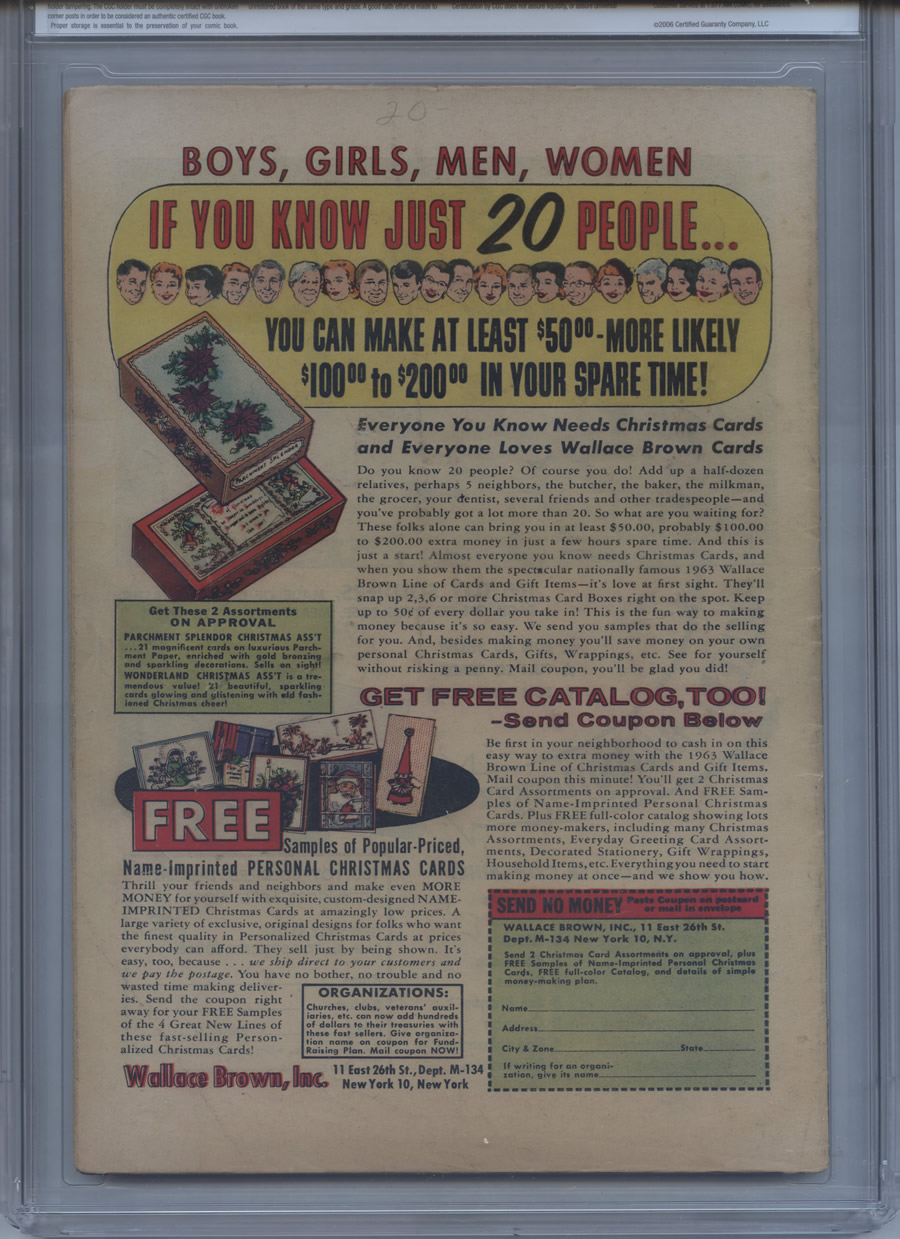 corner posts in order to be considered an authentic certified CGC book.
Proper storage is essential to the preservation of your comic book.
©2006 Certified Guaranty Company, LLC
20-
BOYS, GIRLS, MEN, WOMEN
IF YOU KNOW JUST 20 PEOPLE...
YOU CAN MAKE AT LEAST $50⁰⁰-MORE LIKELY
$100⁰⁰ to $200⁰⁰ IN YOUR SPARE TIME!
PARCHMENT SPLENDOR
Everyone You Know Needs Christmas Cards
and Everyone Loves Wallace Brown Cards
Do you know 20 people? Of course you do! Add up a half-dozen
relatives, perhaps 5 neighbors, the butcher, the baker, the milkman,
the grocer, your dentist, several friends and other tradespeople—and
you've probably got a lot more than 20. So what are you waiting for?
These folks alone can bring you in at least $50.00, probably $100.00
to $200.00 extra money in just a few hours spare time. And this is
just a start! Almost everyone you know needs Christmas Cards, and
when you show them the spectacular nationally famous 1963 Wallace
Brown Line of Cards and Gift Items—it's love at first sight. They'll
snap up 2,3,6 or more Christmas Card Boxes right on the spot. Keep
up to 50¢ of every dollar you take in! This is the fun way to making
money because it's so easy. We send you samples that do the selling
for you. And, besides making money you'll save money on your own
personal Christmas Cards, Gifts, Wrappings, etc. See for yourself
without risking a penny. Mail coupon, you'll be glad you did!
Get These 2 Assortments
ON APPROVAL
PARCHMENT SPLENDOR CHRISTMAS ASS'T
...21 magnificent cards on luxurious Parch-
ment Paper, enriched with gold bronzing
and sparkling decorations. Sells on sight!
WONDERLAND CHRISTMAS ASS'T is a tre-
mendous value! 21 beautiful, sparkling
cards glowing and glistening with old fash-
ioned Christmas cheer!
GET FREE CATALOG, TOO!
–Send Coupon Below
Be first in your neighborhood to cash in on this
easy way to extra money with the 1963 Wallace
Brown Line of Christmas Cards and Gift Items.
Mail coupon this minute! You'll get 2 Christmas
Card Assortments on approval. And FREE Sam-
ples of Name-Imprinted Personal Christmas
Cards. Plus FREE full-color catalog showing lots
more money-makers, including many Christmas
Assortments, Everyday Greeting Card Assort-
ments, Decorated Stationery, Gift Wrappings,
Household Items, etc. Everything you need to start
making money at once—and we show you how.
FREE
Samples of Popular-Priced,
Name-Imprinted PERSONAL CHRISTMAS CARDS
Thrill your friends and neighbors and make even MORE
MONEY for yourself with exquisite, custom-designed NAME-
IMPRINTED Christmas Cards at amazingly low prices. A
large variety of exclusive, original designs for folks who want
the finest quality in Personalized Christmas Cards at prices
everybody can afford. They sell just by being shown. It's
easy, too, because . . . we ship direct to your customers and
we pay the postage. You have no bother, no trouble and no
wasted time making deliver-
ies. Send the coupon right
away for your FREE Samples
of the 4 Great New Lines of
these fast-selling Person-
alized Christmas Cards!
ORGANIZATIONS:
Churches, clubs, veterans' auxil-
iaries, etc. can now add hundreds
of dollars to their treasuries with
these fast sellers. Give organiza-
tion name on coupon for Fund-
Raising Plan. Mail coupon NOW!
Wallace Brown, Inc. 11 East 26th St., Dept. M-134
New York 10, New York
SEND NO MONEY Paste Coupon on postcard
or mail in envelope
WALLACE BROWN, INC., 11 East 26th St.
Dept. M-134 New York 10, N.Y.
Send 2 Christmas Card Assortments on approval, plus
FREE Samples of Name-Imprinted Personal Christmas
Cards, FREE full-color Catalog, and details of simple
money-making plan.
Name
Address
City & Zone State
If writing for an organi-
zation, give its name